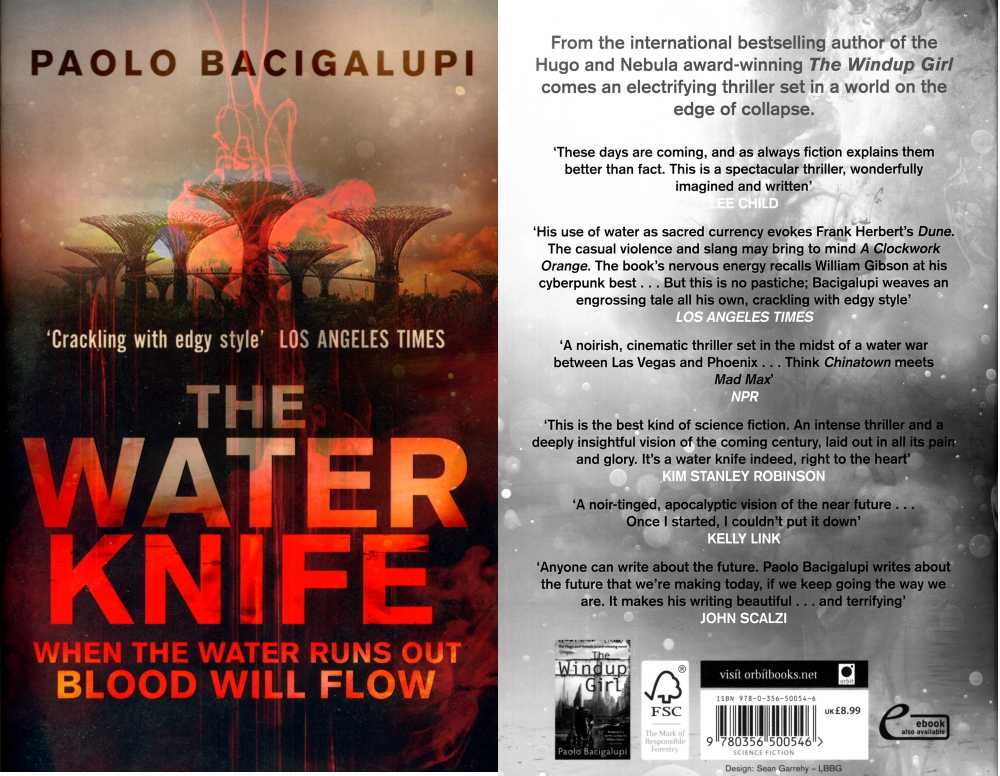 PAOLO BACIGALUPI
'Crackling with edgy style' LOS ANGELES TIMES
THE
WATER
KNIFE
WHEN THE WATER RUNS OUT
BLOOD WILL FLOW
From the international bestselling author of the
Hugo and Nebula award-winning The Windup Girl
comes an electrifying thriller set in a world on the
edge of collapse.
'These days are coming, and as always fiction explains them
better than fact. This is a spectacular thriller, wonderfully
imagined and written'
LEE CHILD
'His use of water as sacred currency evokes Frank Herbert's Dune.
The casual violence and slang may bring to mind A Clockwork
Orange. The book's nervous energy recalls William Gibson at his
cyberpunk best . . . But this is no pastiche; Bacigalupi weaves an
engrossing tale all his own, crackling with edgy style'
LOS ANGELES TIMES
'A noirish, cinematic thriller set in the midst of a water war
between Las Vegas and Phoenix . . . Think Chinatown meets
Mad Max'
NPR
'This is the best kind of science fiction. An intense thriller and a
deeply insightful vision of the coming century, laid out in all its pain
and glory. It's a water knife indeed, right to the heart'
KIM STANLEY ROBINSON
'A noir-tinged, apocalyptic vision of the near future . . .
Once I started, I couldn't put it down'
KELLY LINK
'Anyone can write about the future. Paolo Bacigalupi writes about
the future that we're making today, if we keep going the way we
are. It makes his writing beautiful . . . and terrifying'
JOHN SCALZI
The
Windup
Girl
Paolo Bacigalupi
®
FSC
The Mark of
Responsible
Forestry
visit orbitbooks.net
orbit
ISBN 978-0-356-50054-6
9 780356 500546 >
SCIENCE FICTION
UK £8.99
ebook
also available
Design: Sean Garrehy – LBBG